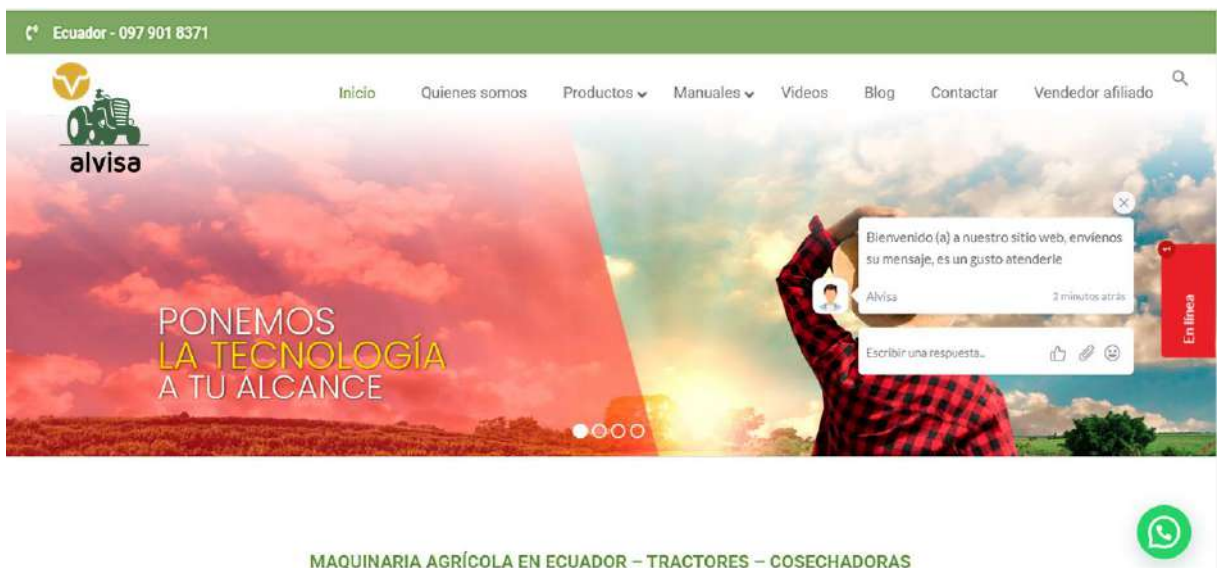 Ecuador - 097 901 8371
alvisa
Inicio Quienes somos Productos Manuales Videos Blog Contactar Vendedor afiliado
PONEMOS
LA TECNOLOGÍA
A TU ALCANCE
Bienvenido (a) a nuestro sitio web, envíenos
su mensaje, es un gusto atenderle
Alvisa 2 minutos atrás
Escribir una respuesta..
1
En línea
MAQUINARIA AGRÍCOLA EN ECUADOR – TRACTORES – COSECHADORAS